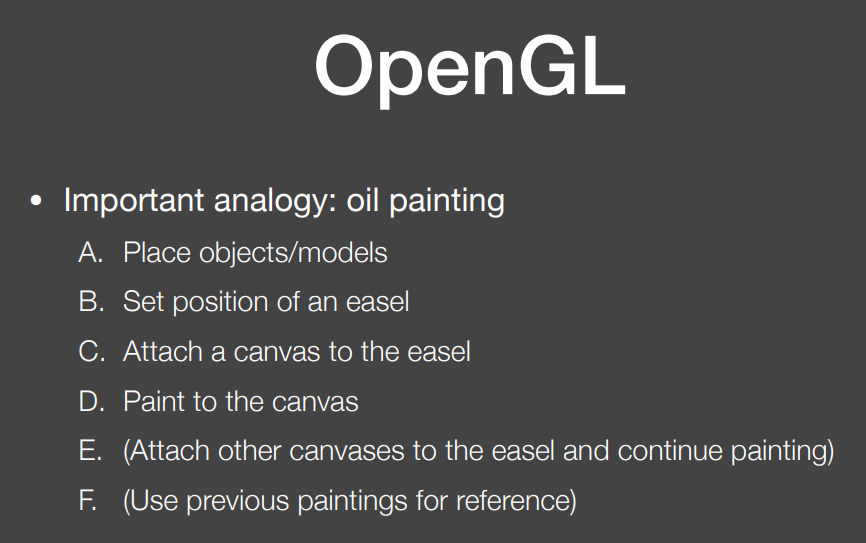 OpenGL
• Important analogy: oil painting
A. Place objects/models
B. Set position of an easel
C. Attach a canvas to the easel
D. Paint to the canvas
E. (Attach other canvases to the easel and continue painting)
F. (Use previous paintings for reference)